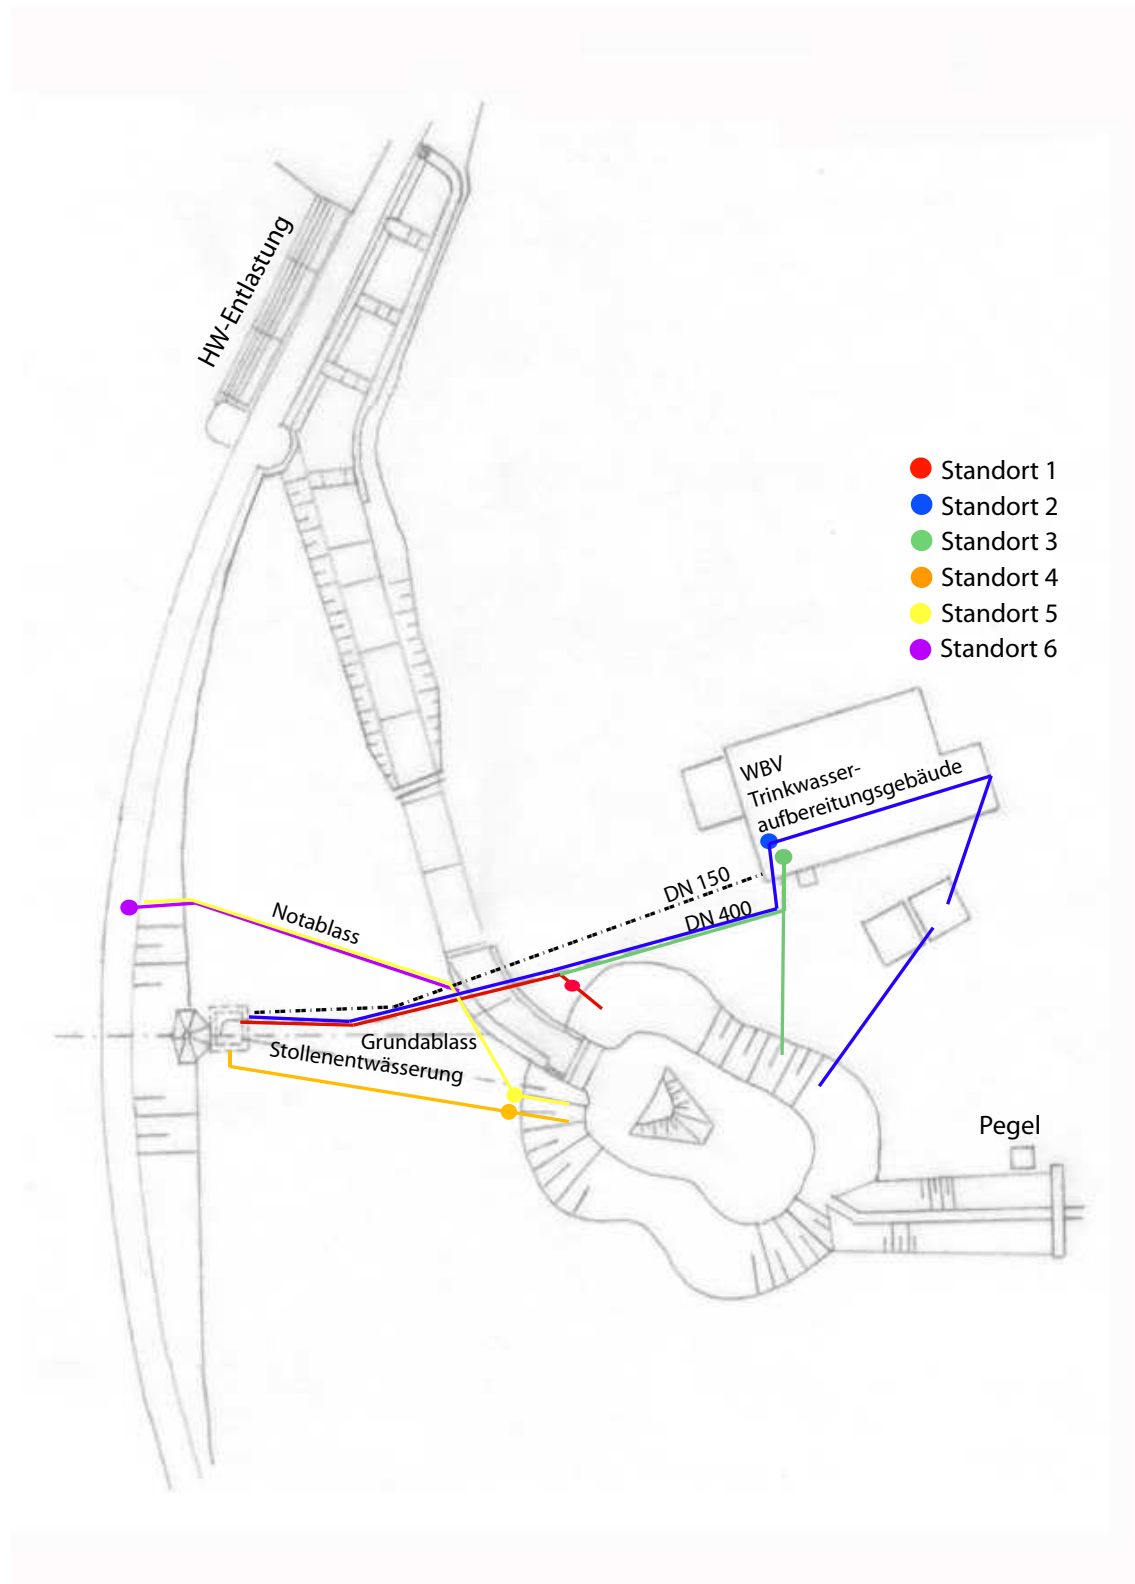 HW-Entlastung
Standort 1
Standort 2
Standort 3
Standort 4
Standort 5
Standort 6
WBV
Trinkwasser-
aufbereitungsgebäude
DN 150
DN 400
Notablass
Grundablass
Stollenentwässerung
Pegel